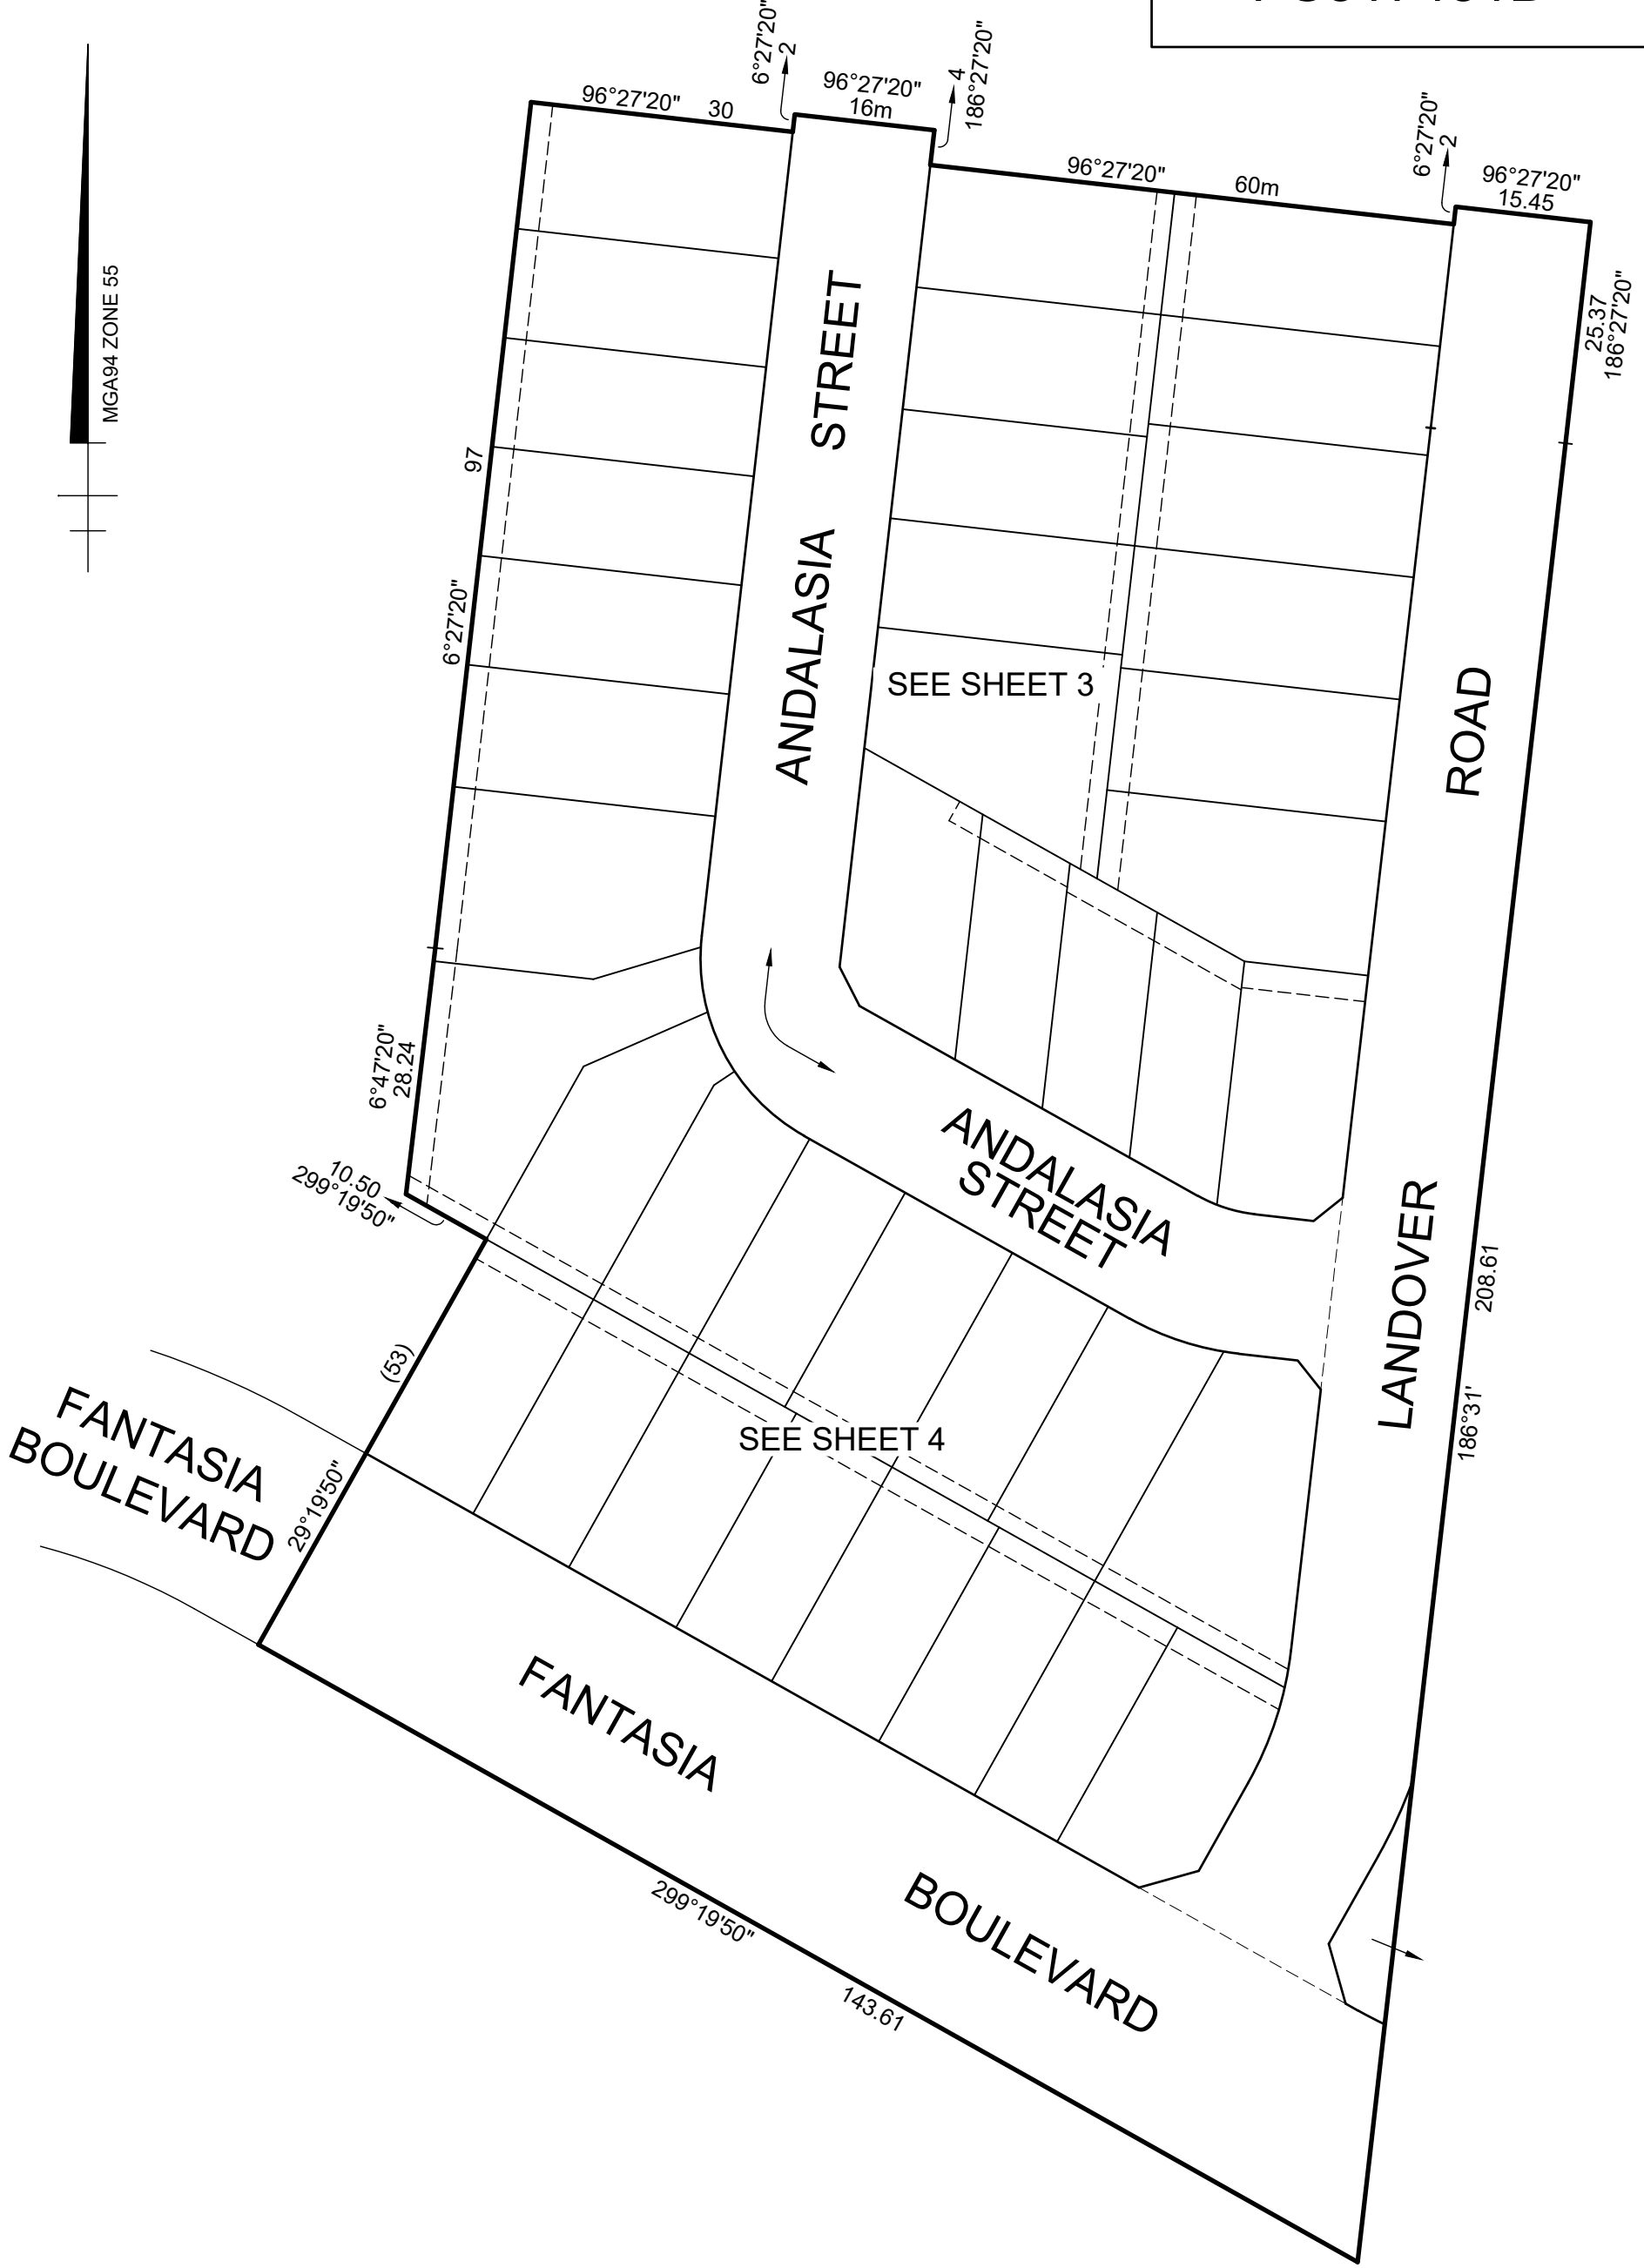 6°27'20"
2
96°27'20"
16m
4
186°27'20"
96°27'20" 30
96°27'20" 60m
6°27'20"
2
96°27'20"
15.45
25.37
186°27'20"
MGA94 ZONE 55
97
6°27'20"
ANDALASIA STREET
SEE SHEET 3
LANDOVER ROAD
6°47'20"
28.24
10.50
299°19'50"
ANDALASIA
STREET
208.61
186°31'
(53)
29°19'50"
FANTASIA
BOULEVARD
SEE SHEET 4
FANTASIA BOULEVARD
299°19'50"
143.61